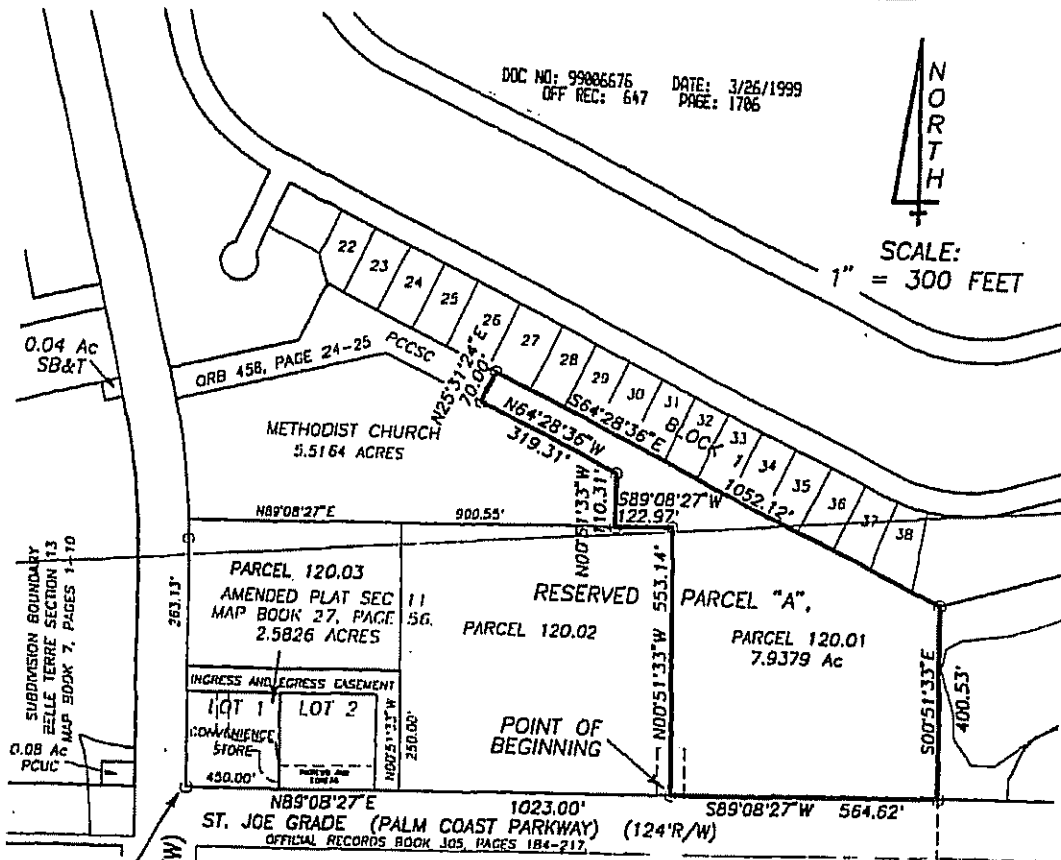 DOC NO: 99006676 DATE: 3/26/1999
OFF REC: 647 PAGE: 1706
NORTH
SCALE:
1" = 300 FEET
22
23
24
25
26
27
28
29
30
31
32
33
34
35
36
37
38
BLOCK 1
0.04 Ac
SB&T
ORB 458, PAGE 24-25
PCCSC
N25°31'24"E
70.00'
N64°28'36"W
319.31'
S64°28'36"E
1052.12'
METHODIST CHURCH
5.5164 ACRES
N00°51'33"W
110.31'
S89°08'27"W
122.97'
N89°08'27"E
900.55'
SUBDIVISION BOUNDARY
BELLE TERRE SECTION 13
MAP BOOK 7, PAGES 1-10
263.13'
PARCEL 120.03
AMENDED PLAT SEC 11
MAP BOOK 27, PAGE 56.
2.5826 ACRES
RESERVED PARCEL "A",
PARCEL 120.02
N00°51'33"W 553.14'
PARCEL 120.01
7.9379 Ac
S00°51'33"E
400.53'
INGRESS AND EGRESS EASEMENT
LOT 1
LOT 2
CONVENIENCE
STORE
N00°51'33"W
250.00'
450.00'
POINT OF
BEGINNING
0.08 Ac
PCUC
N89°08'27"E
1023.00'
S89°08'27"W
564.62'
ST. JOE GRADE (PALM COAST PARKWAY) (124'R/W)
OFFICIAL RECORDS BOOK 305, PAGES 184-217
W)